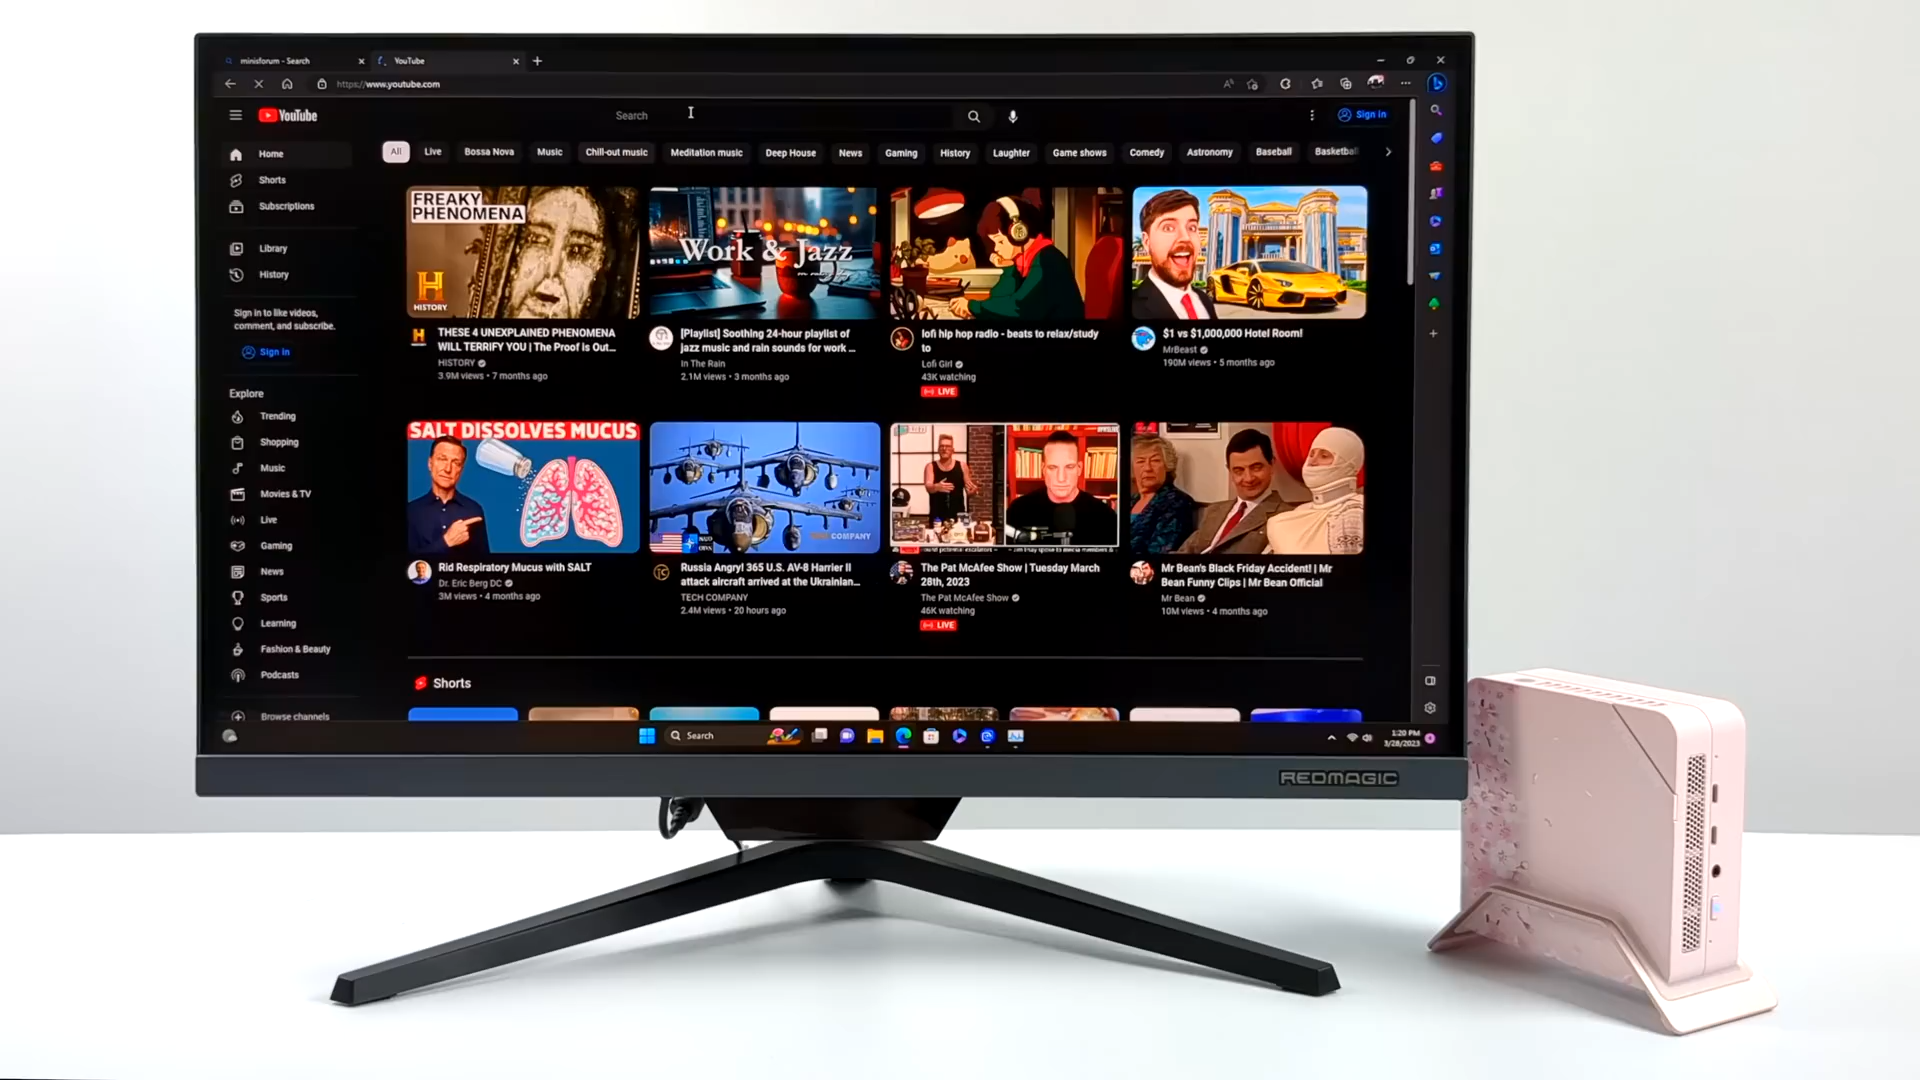 minisforum - Search
YouTube
https://www.youtube.com
YouTube
Search
Sign in
Home
Shorts
Subscriptions
Library
History
Sign in to like videos,
comment, and subscribe.
Sign in
Explore
Trending
Shopping
Music
Movies & TV
Live
Gaming
News
Sports
Learning
Fashion & Beauty
Podcasts
Browse channels
All
Live
Bossa Nova
Music
Chill-out music
Meditation music
Deep House
News
Gaming
History
Laughter
Game shows
Comedy
Astronomy
Baseball
Basketball
FREAKY
PHENOMENA
H
HISTORY
THESE 4 UNEXPLAINED PHENOMENA
WILL TERRIFY YOU | The Proof is Out...
HISTORY
3.9M views • 7 months ago
Work & Jazz
[Playlist] Soothing 24-hour playlist of
jazz music and rain sounds for work ...
In The Rain
2.1M views • 3 months ago
lofi hip hop radio - beats to relax/study
to
Lofi Girl
43K watching
LIVE
$1 vs $1,000,000 Hotel Room!
MrBeast
190M views • 5 months ago
SALT DISSOLVES MUCUS
Rid Respiratory Mucus with SALT
Dr. Eric Berg DC
3M views • 4 months ago
COMPANY
Russia Angry! 365 U.S. AV-8 Harrier II
attack aircraft arrived at the Ukrainian...
TECH COMPANY
2.4M views • 20 hours ago
The Pat McAfee Show | Tuesday March
28th, 2023
The Pat McAfee Show
46K watching
LIVE
Mr Bean's Black Friday Accident! | Mr
Bean Funny Clips | Mr Bean Official
Mr Bean
10M views • 4 months ago
Shorts
Search
1:20 PM
3/28/2023
REDMAGIC